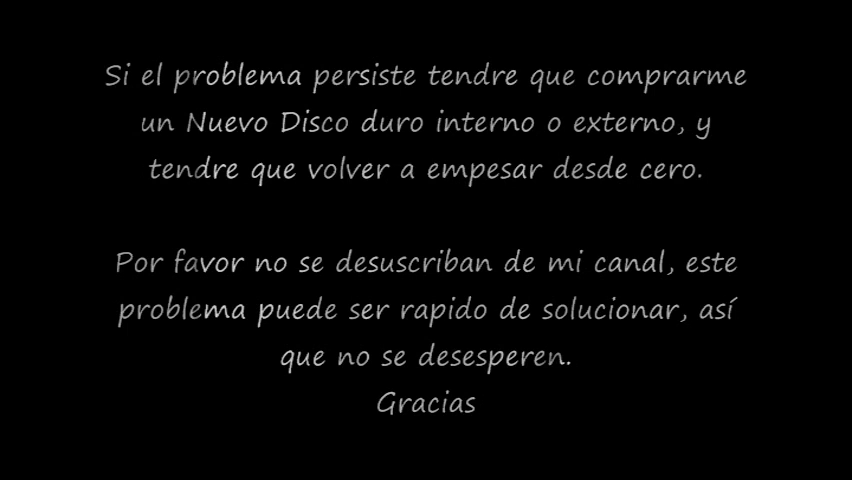 Si el problema persiste tendre que comprarme
un Nuevo Disco duro interno o externo, y
tendre que volver a empesar desde cero.
Por favor no se desuscriban de mi canal, este
problema puede ser rapido de solucionar, así
que no se desesperen.
Gracias